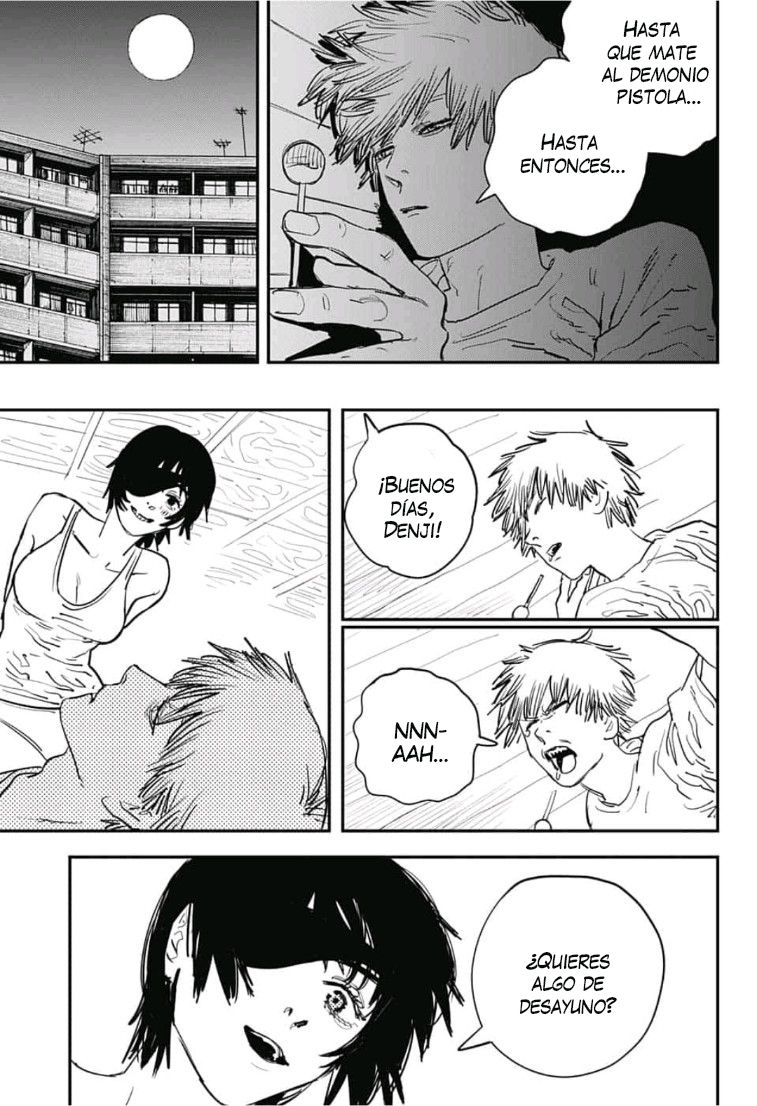 HASTA
QUE MATE
AL DEMONIO
PISTOLA...
HASTA
ENTONCES...
¡BUENOS
DÍAS,
DENJI!
NNN-
AAH...
¿QUIERES
ALGO DE
DESAYUNO?